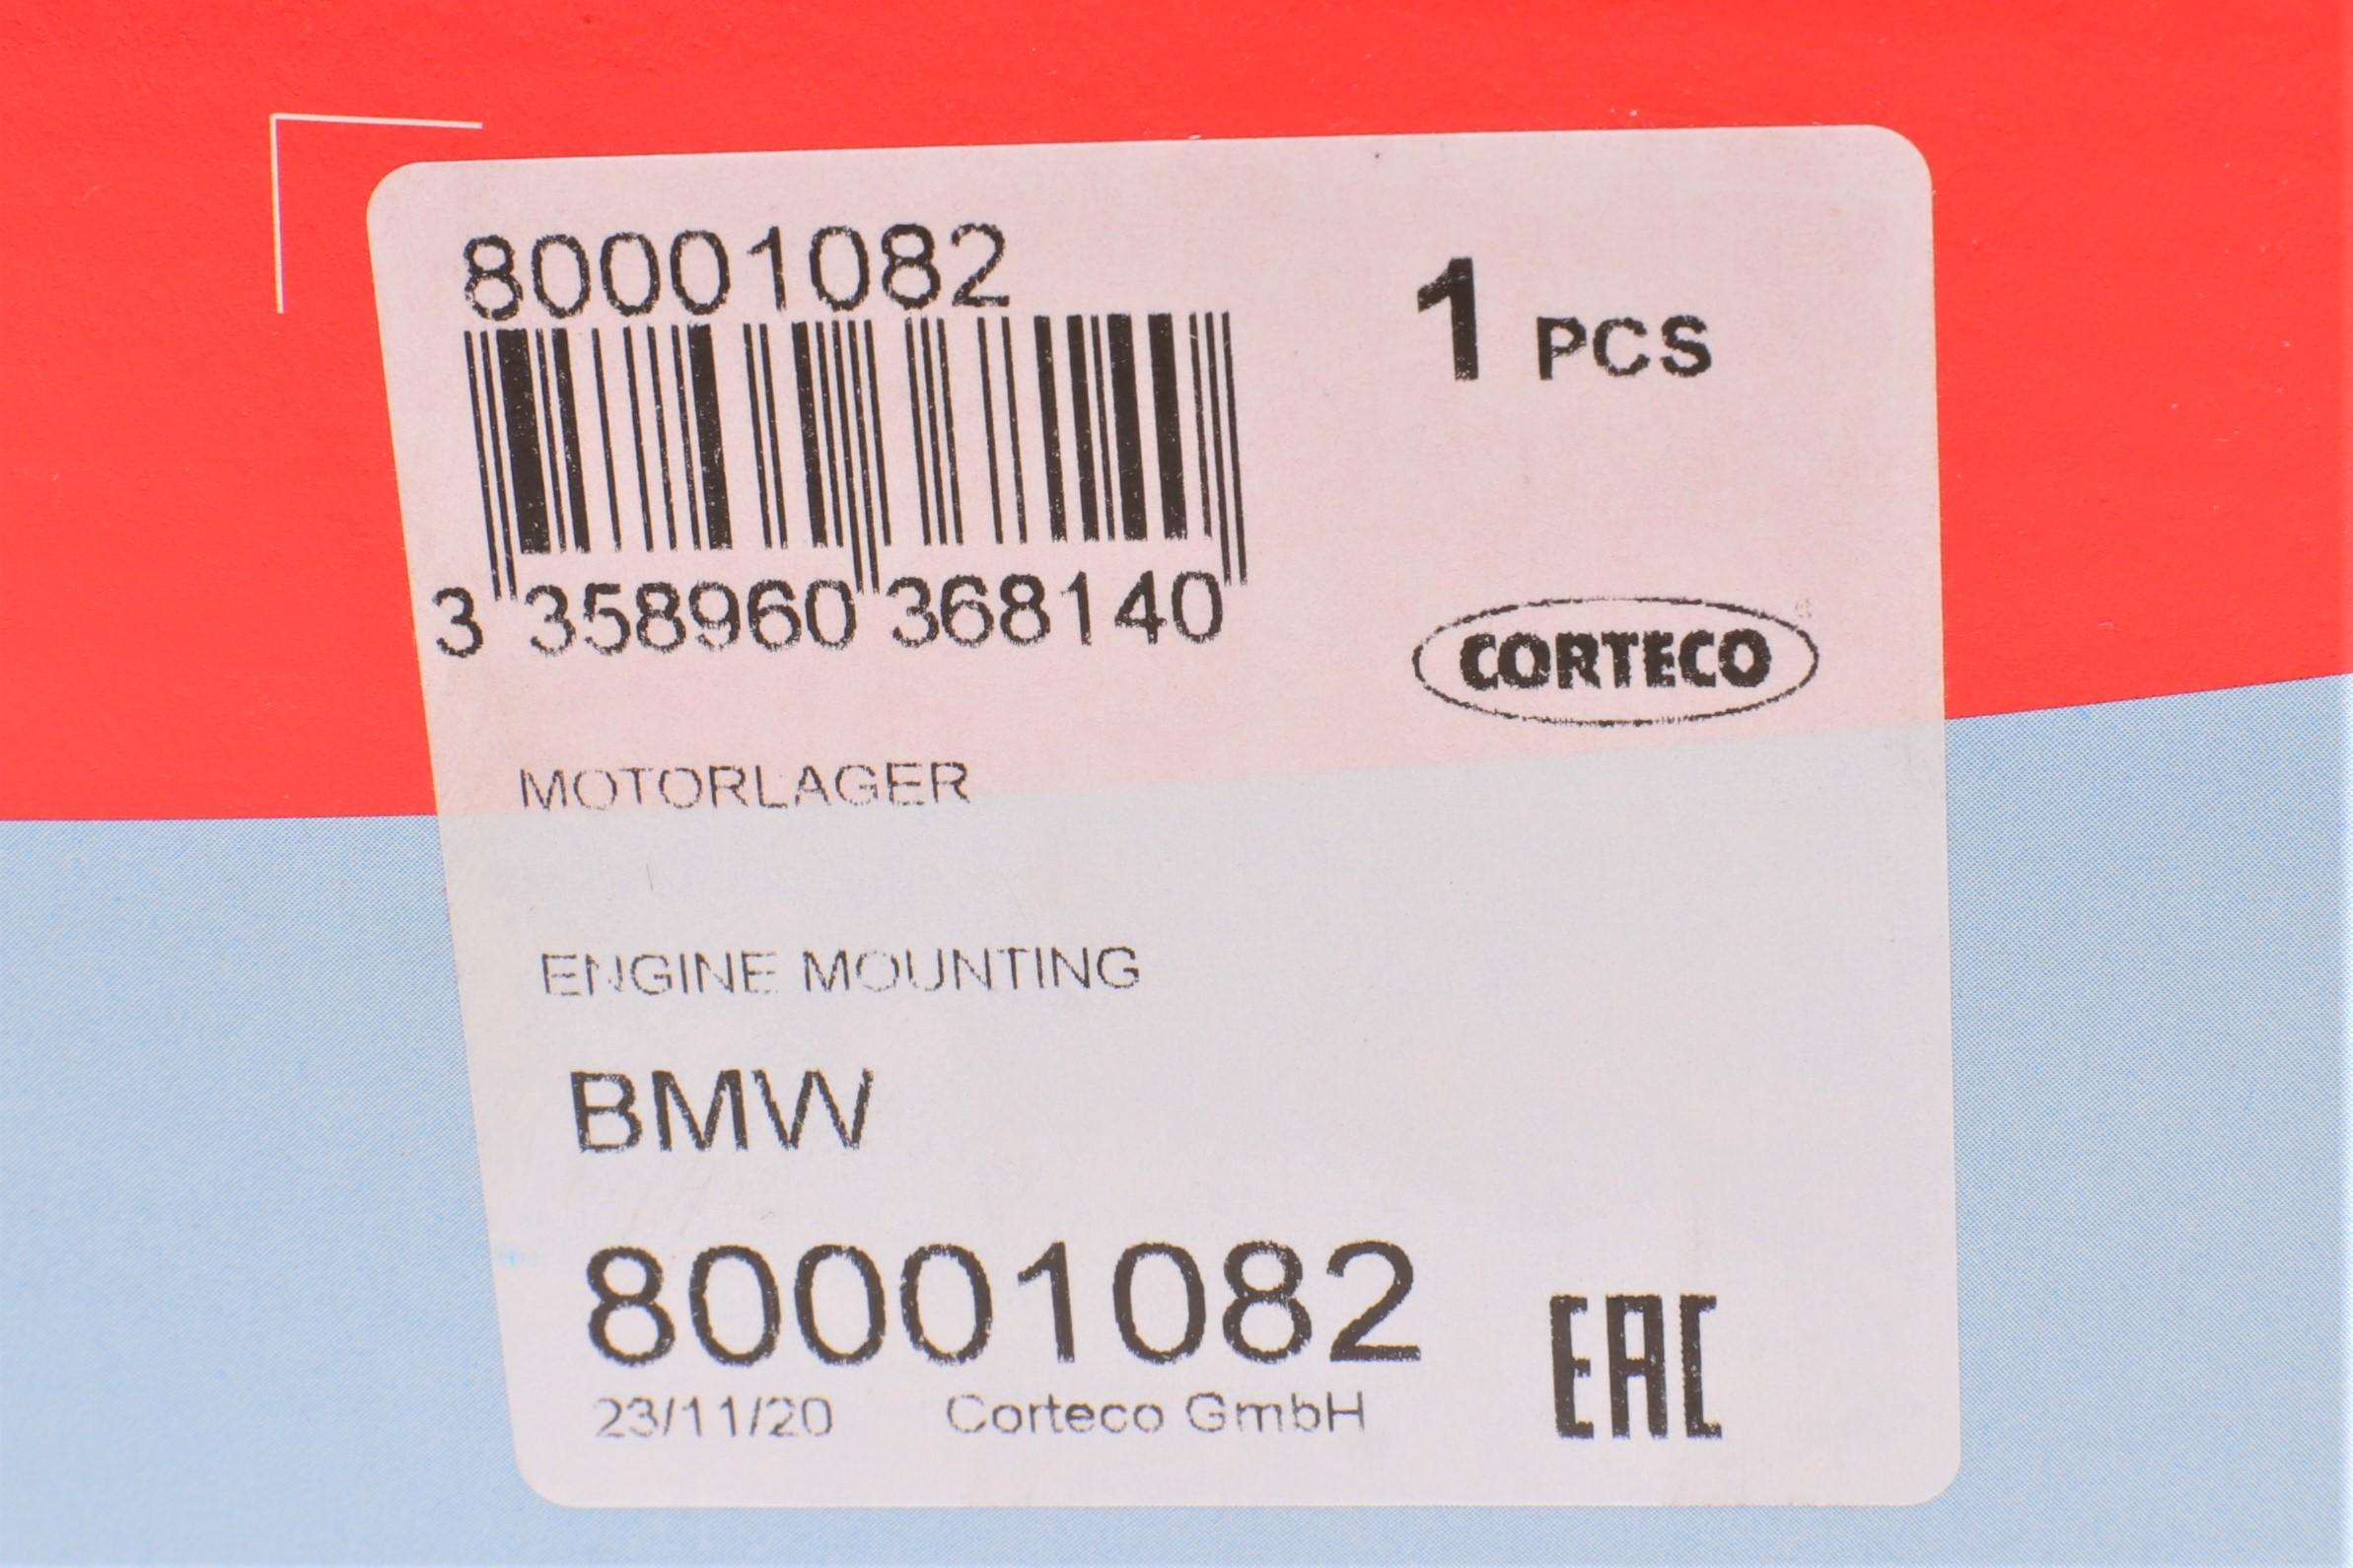 80001082
1 PCS
3 358960 368140
CORTECO
MOTORLAGER
ENGINE MOUNTING
BMW
80001082
EAC
23/11/20 Corteco GmbH